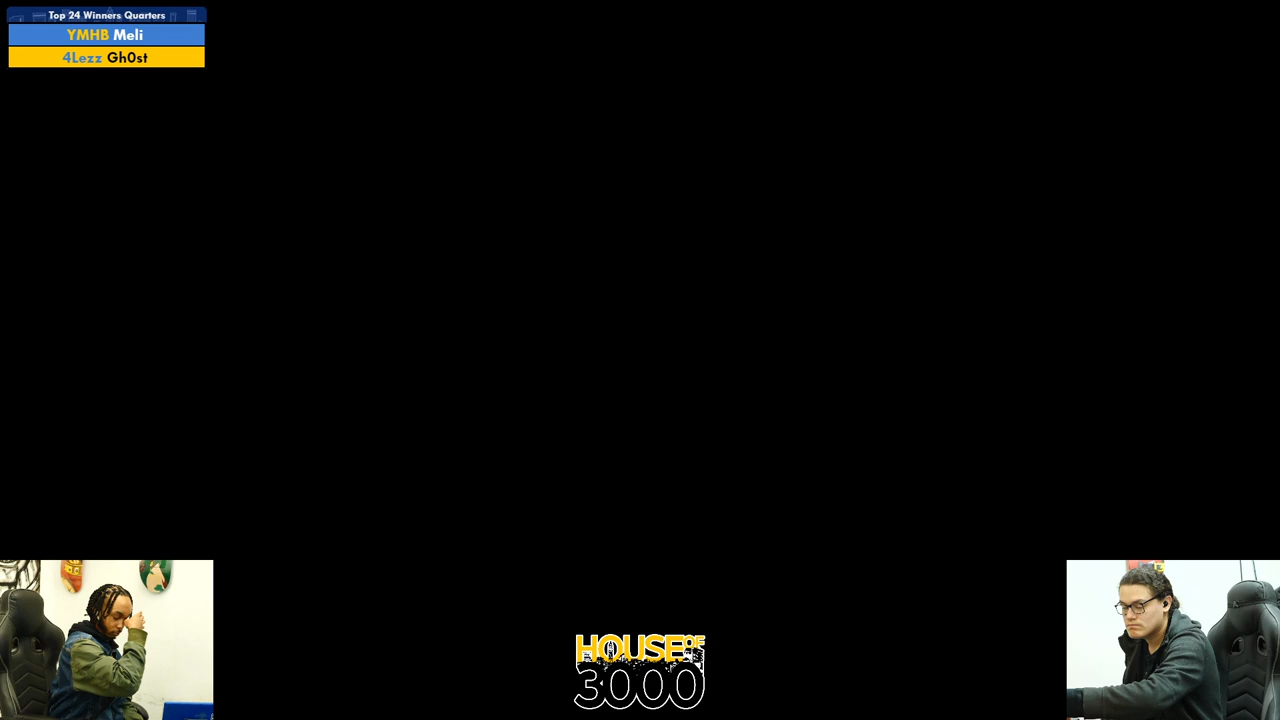 Top 24 Winners Quarters
YMHB Meli
4Lezz Gh0st
HOUSE OF
3000